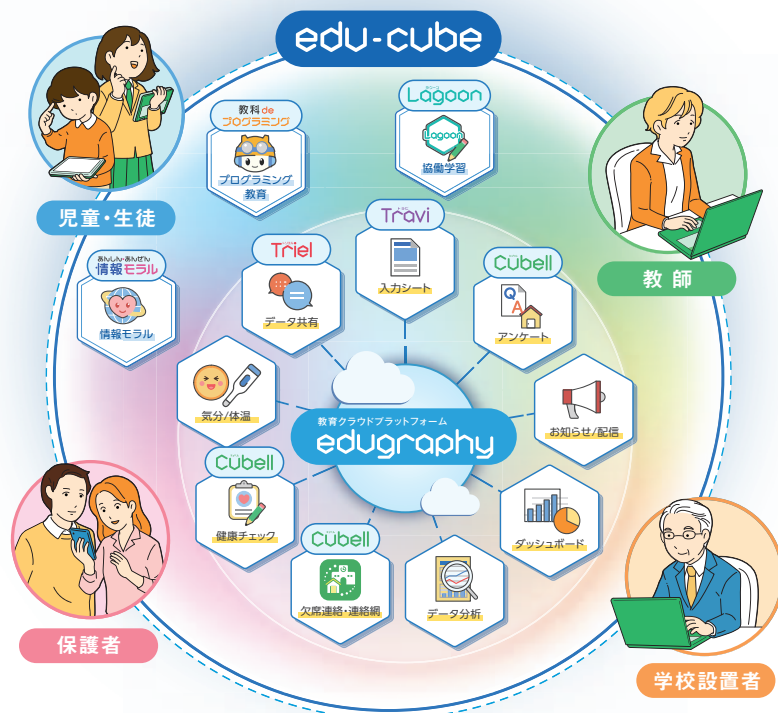 edu-cube
児童・生徒
教科de
プログラミング
プログラミング
教育
Lagoon
Lagoon
協働学習
教師
あんしん・あんぜん
情報モラル
情報モラル
Triel
データ共有
Travi
入力シート
Cubell
Q
A
アンケート
気分/体温
教育クラウドプラットフォーム
edugraphy
お知らせ/配信
Cubell
健康チェック
Cubell
欠席連絡・連絡網
データ分析
ダッシュボード
保護者
学校設置者